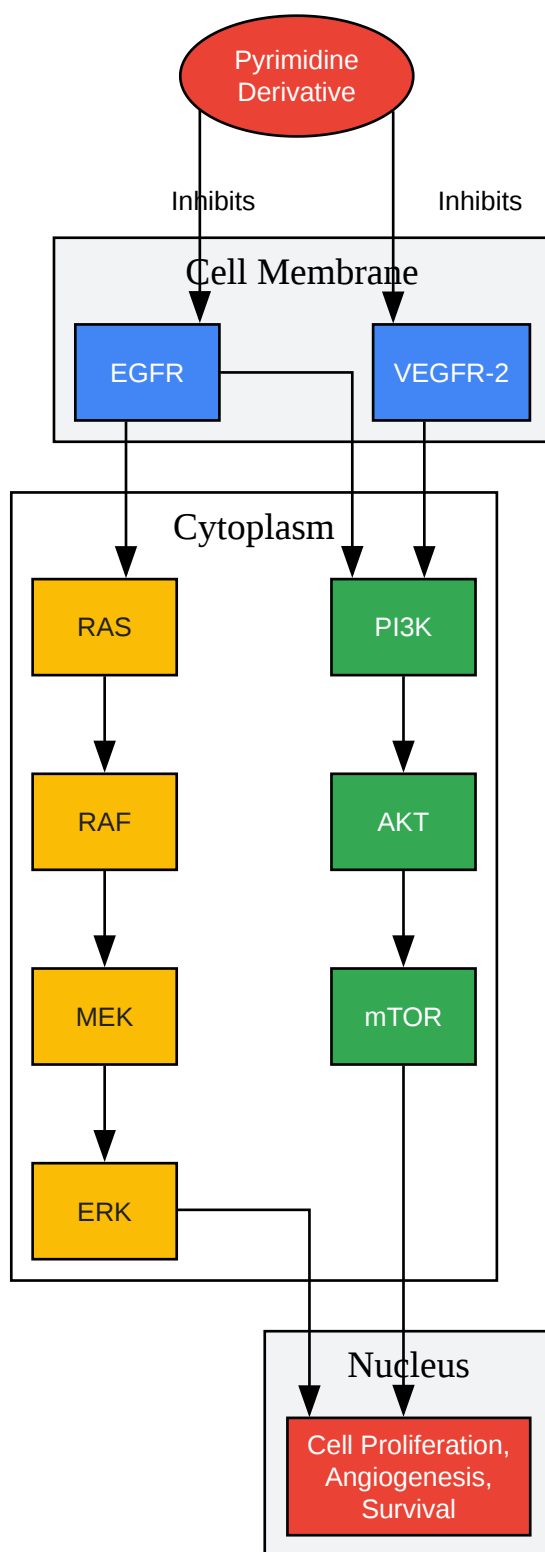 Pyrimidine
Derivative
Inhibits
Inhibits
Cell Membrane
EGFR
VEGFR-2
Cytoplasm
RAS
PI3K
RAF
AKT
MEK
mTOR
ERK
Nucleus
Cell Proliferation,
Angiogenesis,
Survival